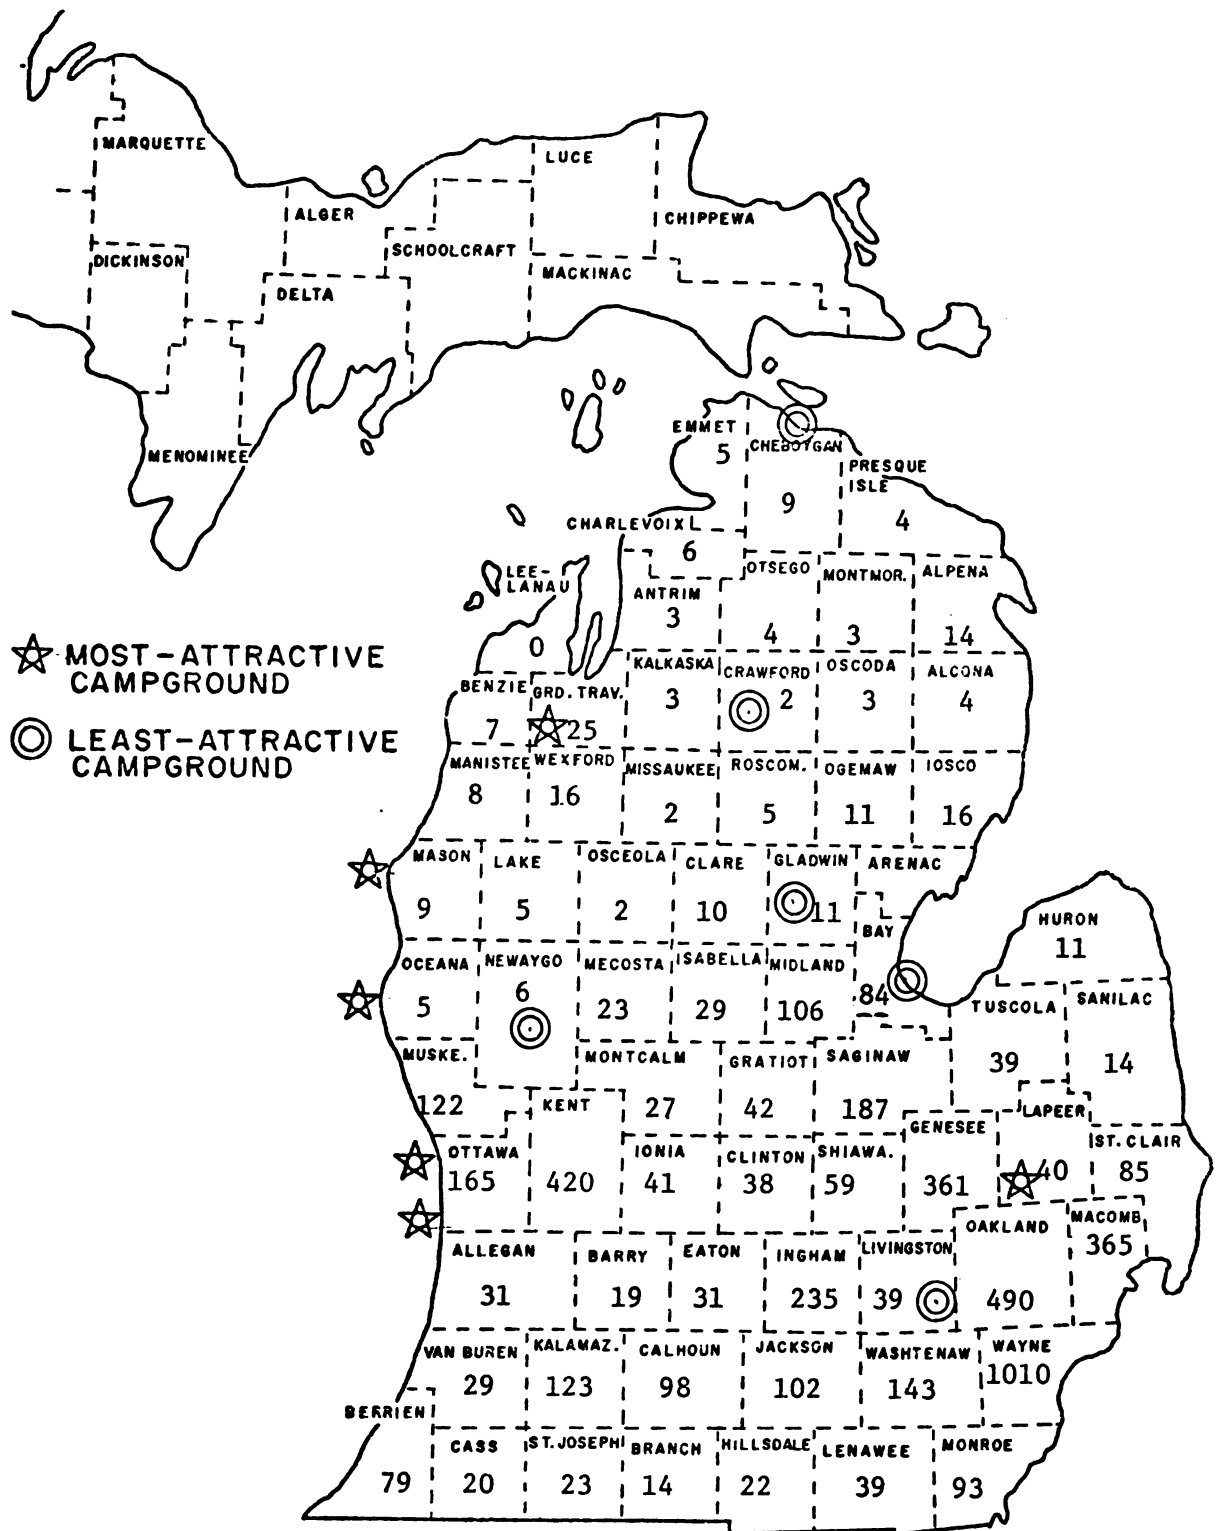 MARQUETTE
LUCE
ALGER
CHIPPEWA
SCHOOLCRAFT
DICKINSON
MACKINAC
DELTA
MENOMINEE
EMMET
5
CHEBOYGAN
9
PRESQUE
ISLE
4
CHARLEVOIX
6
LEE-
LANAU
0
ANTRIM
3
OTSEGO
4
MONTMOR.
3
ALPENA
14
MOST-ATTRACTIVE
CAMPGROUND
LEAST-ATTRACTIVE
CAMPGROUND
BENZIE
7
GRD. TRAV.
25
KALKASKA
3
CRAWFORD
2
OSCODA
3
ALCONA
4
MANISTEE
8
WEXFORD
16
MISSAUKEE
2
ROSCOM.
5
OGEMAW
11
IOSCO
16
MASON
9
LAKE
5
OSCEOLA
2
CLARE
10
GLADWIN
11
ARENAC
BAY
84
HURON
11
OCEANA
5
NEWAYGO
6
MECOSTA
23
ISABELLA
29
MIDLAND
106
TUSCOLA
39
SANILAC
14
MUSKE.
122
MONTCALM
27
GRATIOT
42
SAGINAW
187
KENT
420
GENESEE
361
LAPEER
40
ST. CLAIR
85
OTTAWA
165
IONIA
41
CLINTON
38
SHIAWA.
59
OAKLAND
490
MACOMB
365
ALLEGAN
31
BARRY
19
EATON
31
INGHAM
235
LIVINGSTON
39
VAN BUREN
29
KALAMAZ.
123
CALHOUN
98
JACKSON
102
WASHTENAW
143
WAYNE
1010
BERRIEN
79
CASS
20
ST. JOSEPH
23
BRANCH
14
HILLSDALE
22
LENAWEE
39
MONROE
93